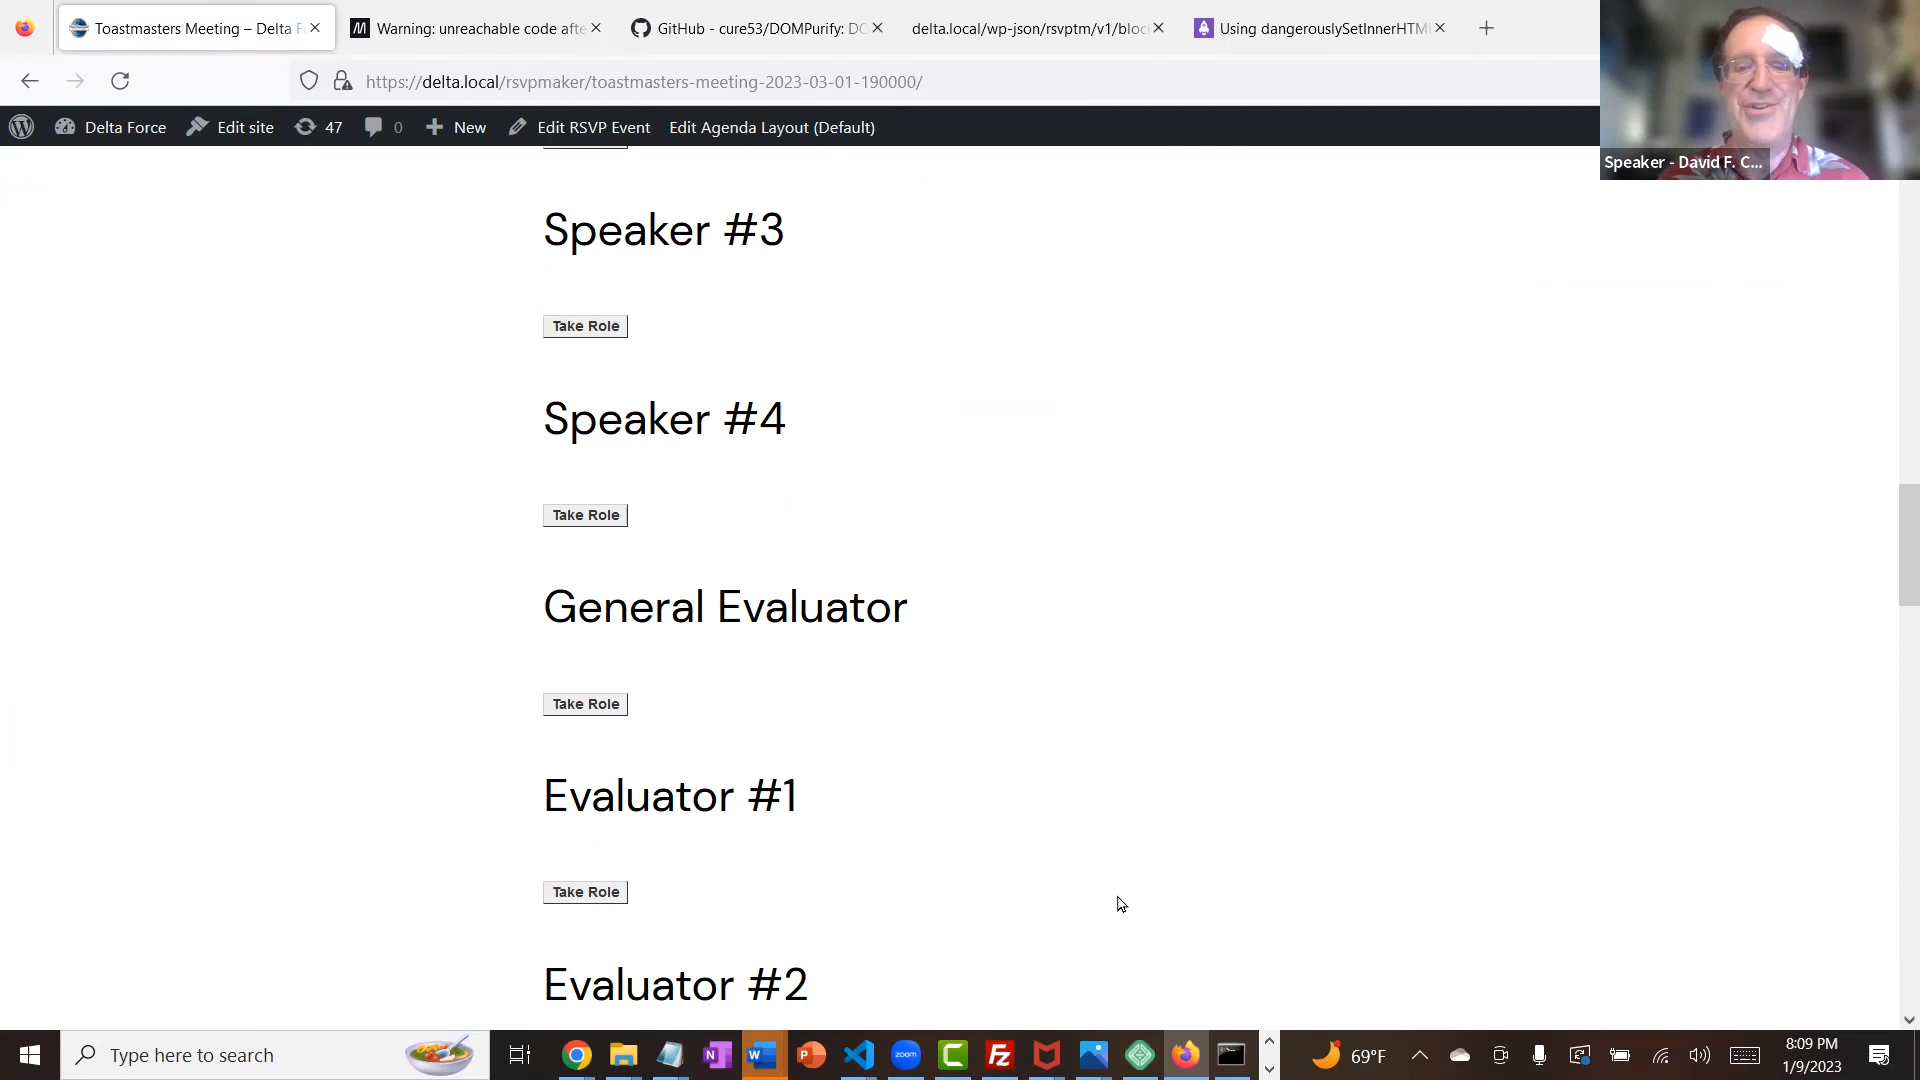 Toastmasters Meeting – Delta F
Warning: unreachable code afte
GitHub - cure53/DOMPurify: DO
delta.local/wp-json/rsvptm/v1/bloc
Using dangerouslySetInnerHTML
https://delta.local/rsvpmaker/toastmasters-meeting-2023-03-01-190000/
Delta Force
Edit site
47
0
New
Edit RSVP Event
Edit Agenda Layout (Default)
Speaker - David F. C...
Speaker #3
Take Role
Speaker #4
Take Role
General Evaluator
Take Role
Evaluator #1
Take Role
Evaluator #2
Type here to search
zoom
69°F
8:09 PM
1/9/2023